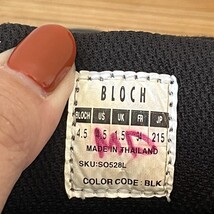 BLOCH
BLOCH US UK FR JP
4.5 4.5 1.5 34 215
MADE IN THAILAND
SKU:SO528L
COLOR CODE: BLK